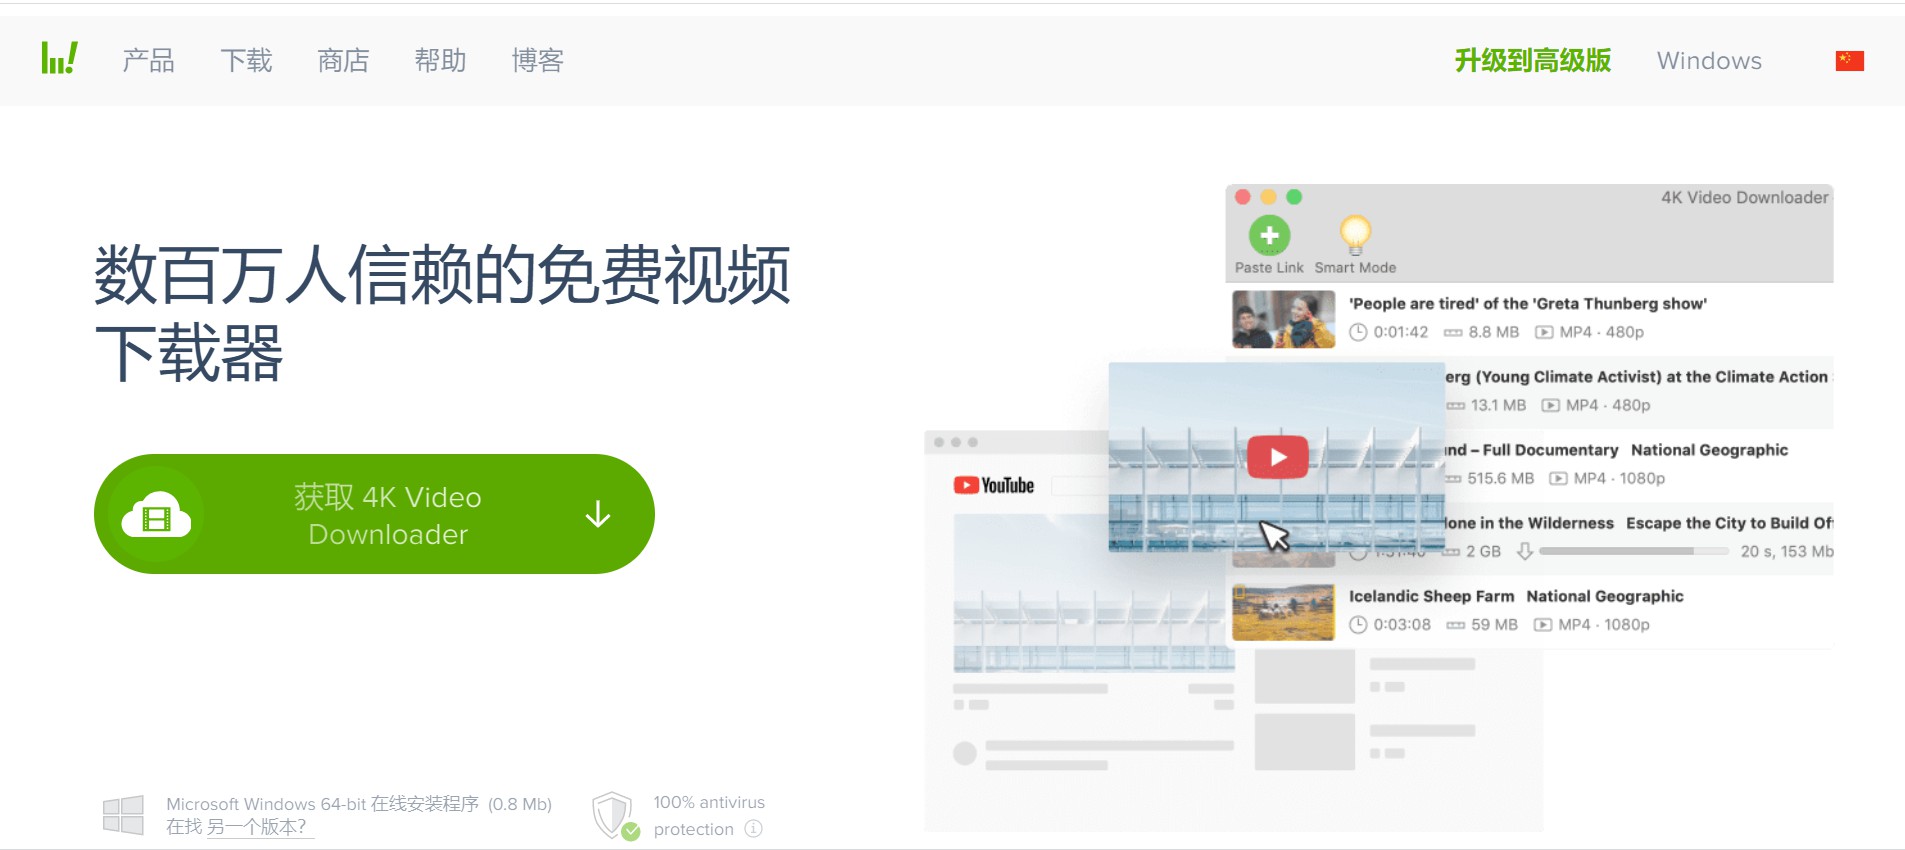 产品 下载 商店 帮助 博客 升级到高级版 Windows
数百万人信赖的免费视频
下载器
获取 4K Video
Downloader
Microsoft Windows 64-bit 在线安装程序 (0.8 Mb)
在找 另一个版本?
100% antivirus
protection
4K Video Downloader
Paste Link Smart Mode
'People are tired' of the 'Greta Thunberg show'
0:01:42 8.8 MB MP4 · 480p
erg (Young Climate Activist) at the Climate Action
13.1 MB MP4 · 480p
und – Full Documentary National Geographic
515.6 MB MP4 · 1080p
lone in the Wilderness Escape the City to Build Of
2 GB 20 s, 153 Mb
Icelandic Sheep Farm National Geographic
0:03:08 59 MB MP4 · 1080p
YouTube